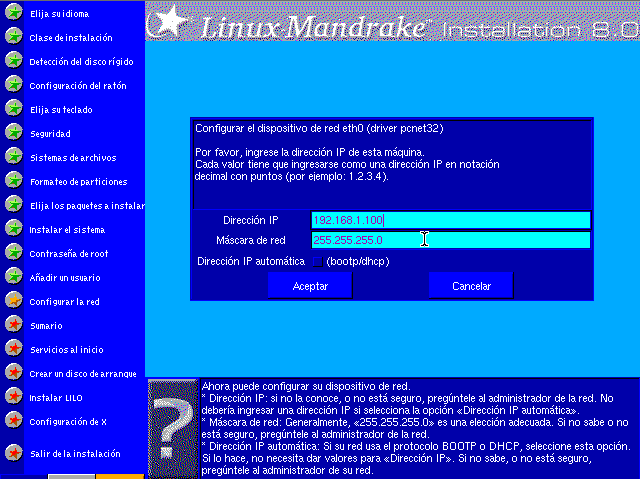 Elija su idioma
Clase de instalación
Detección del disco rígido
Configuración del ratón
Elija su teclado
Seguridad
Sistemas de archivos
Formateo de particiones
Elija los paquetes a instalar
Instalar el sistema
Contraseña de root
Añadir un usuario
Configurar la red
Sumario
Servicios al inicio
Crear un disco de arranque
Instalar LILO
Configuración de X
Salir de la instalación
Linux Mandrake™ Installation 8.0
Configurar el dispositivo de red eth0 (driver pcnet32)
Por favor, ingrese la dirección IP de esta máquina.
Cada valor tiene que ingresarse como una dirección IP en notación
decimal con puntos (por ejemplo: 1.2.3.4).
Dirección IP 192.168.1.100
Máscara de red 255.255.255.0
Dirección IP automática (bootp/dhcp)
Aceptar Cancelar
Ahora puede configurar su dispositivo de red.
* Dirección IP: si no la conoce, o no está seguro, pregúntele al administrador de la red. No
debería ingresar una dirección IP si selecciona la opción «Dirección IP automática».
* Máscara de red: Generalmente, «255.255.255.0» es una elección adecuada. Si no sabe o no
está seguro, pregúntele al administrador de la red.
* Dirección IP automática: Si su red usa el protocolo BOOTP o DHCP, seleccione esta opción.
Si lo hace, no necesita dar valores para «Dirección IP». Si no sabe, o no está seguro,
pregúntele al administrador de su red.